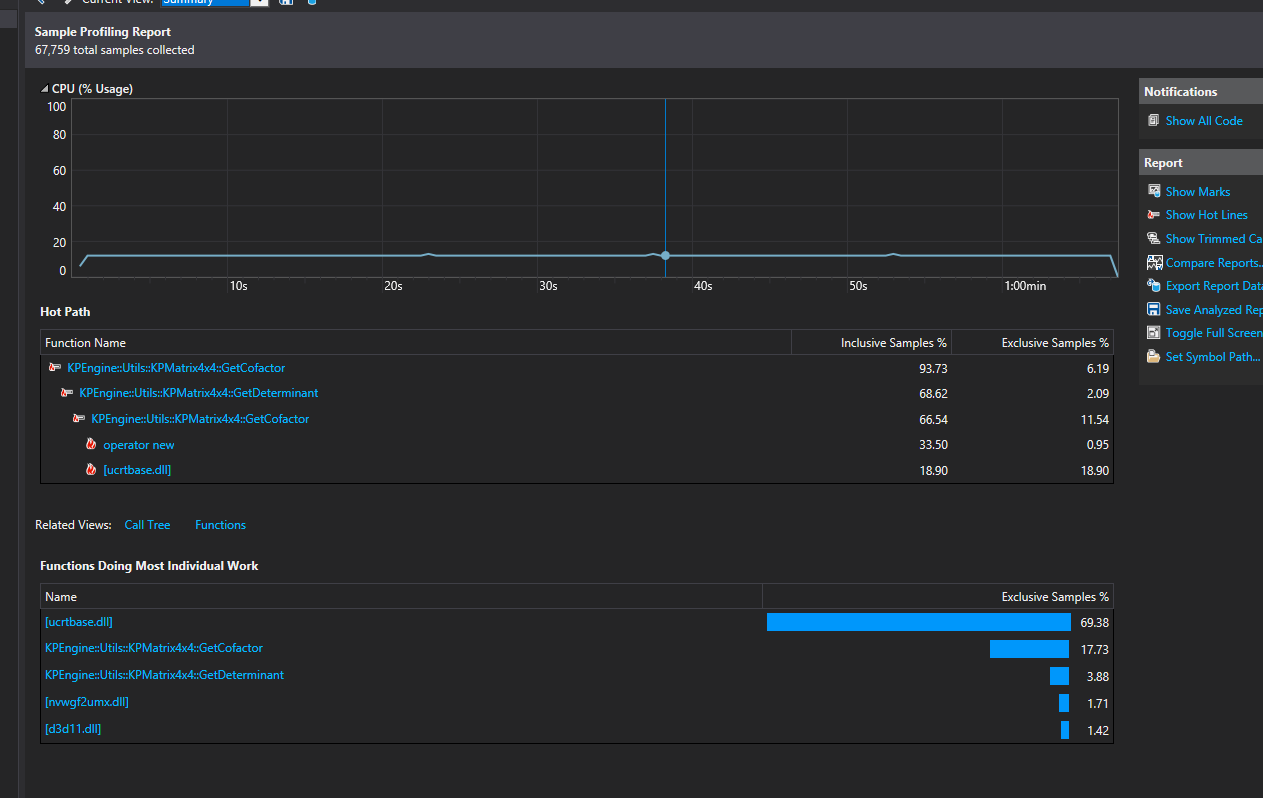 Current View: Summary
Sample Profiling Report
67,759 total samples collected
CPU (% Usage)
100
80
60
40
20
0
10s 20s 30s 40s 50s 1:00min
Hot Path
Function Name Inclusive Samples % Exclusive Samples %
KPEngine::Utils::KPMatrix4x4::GetCofactor 93.73 6.19
KPEngine::Utils::KPMatrix4x4::GetDeterminant 68.62 2.09
KPEngine::Utils::KPMatrix4x4::GetCofactor 66.54 11.54
operator new 33.50 0.95
[ucrtbase.dll] 18.90 18.90
Related Views: Call Tree Functions
Functions Doing Most Individual Work
Name Exclusive Samples %
[ucrtbase.dll] 69.38
KPEngine::Utils::KPMatrix4x4::GetCofactor 17.73
KPEngine::Utils::KPMatrix4x4::GetDeterminant 3.88
[nvwgf2umx.dll] 1.71
[d3d11.dll] 1.42
Notifications
Show All Code
Report
Show Marks
Show Hot Lines
Show Trimmed Ca
Compare Reports..
Export Report Data
Save Analyzed Rep
Toggle Full Screen
Set Symbol Path...